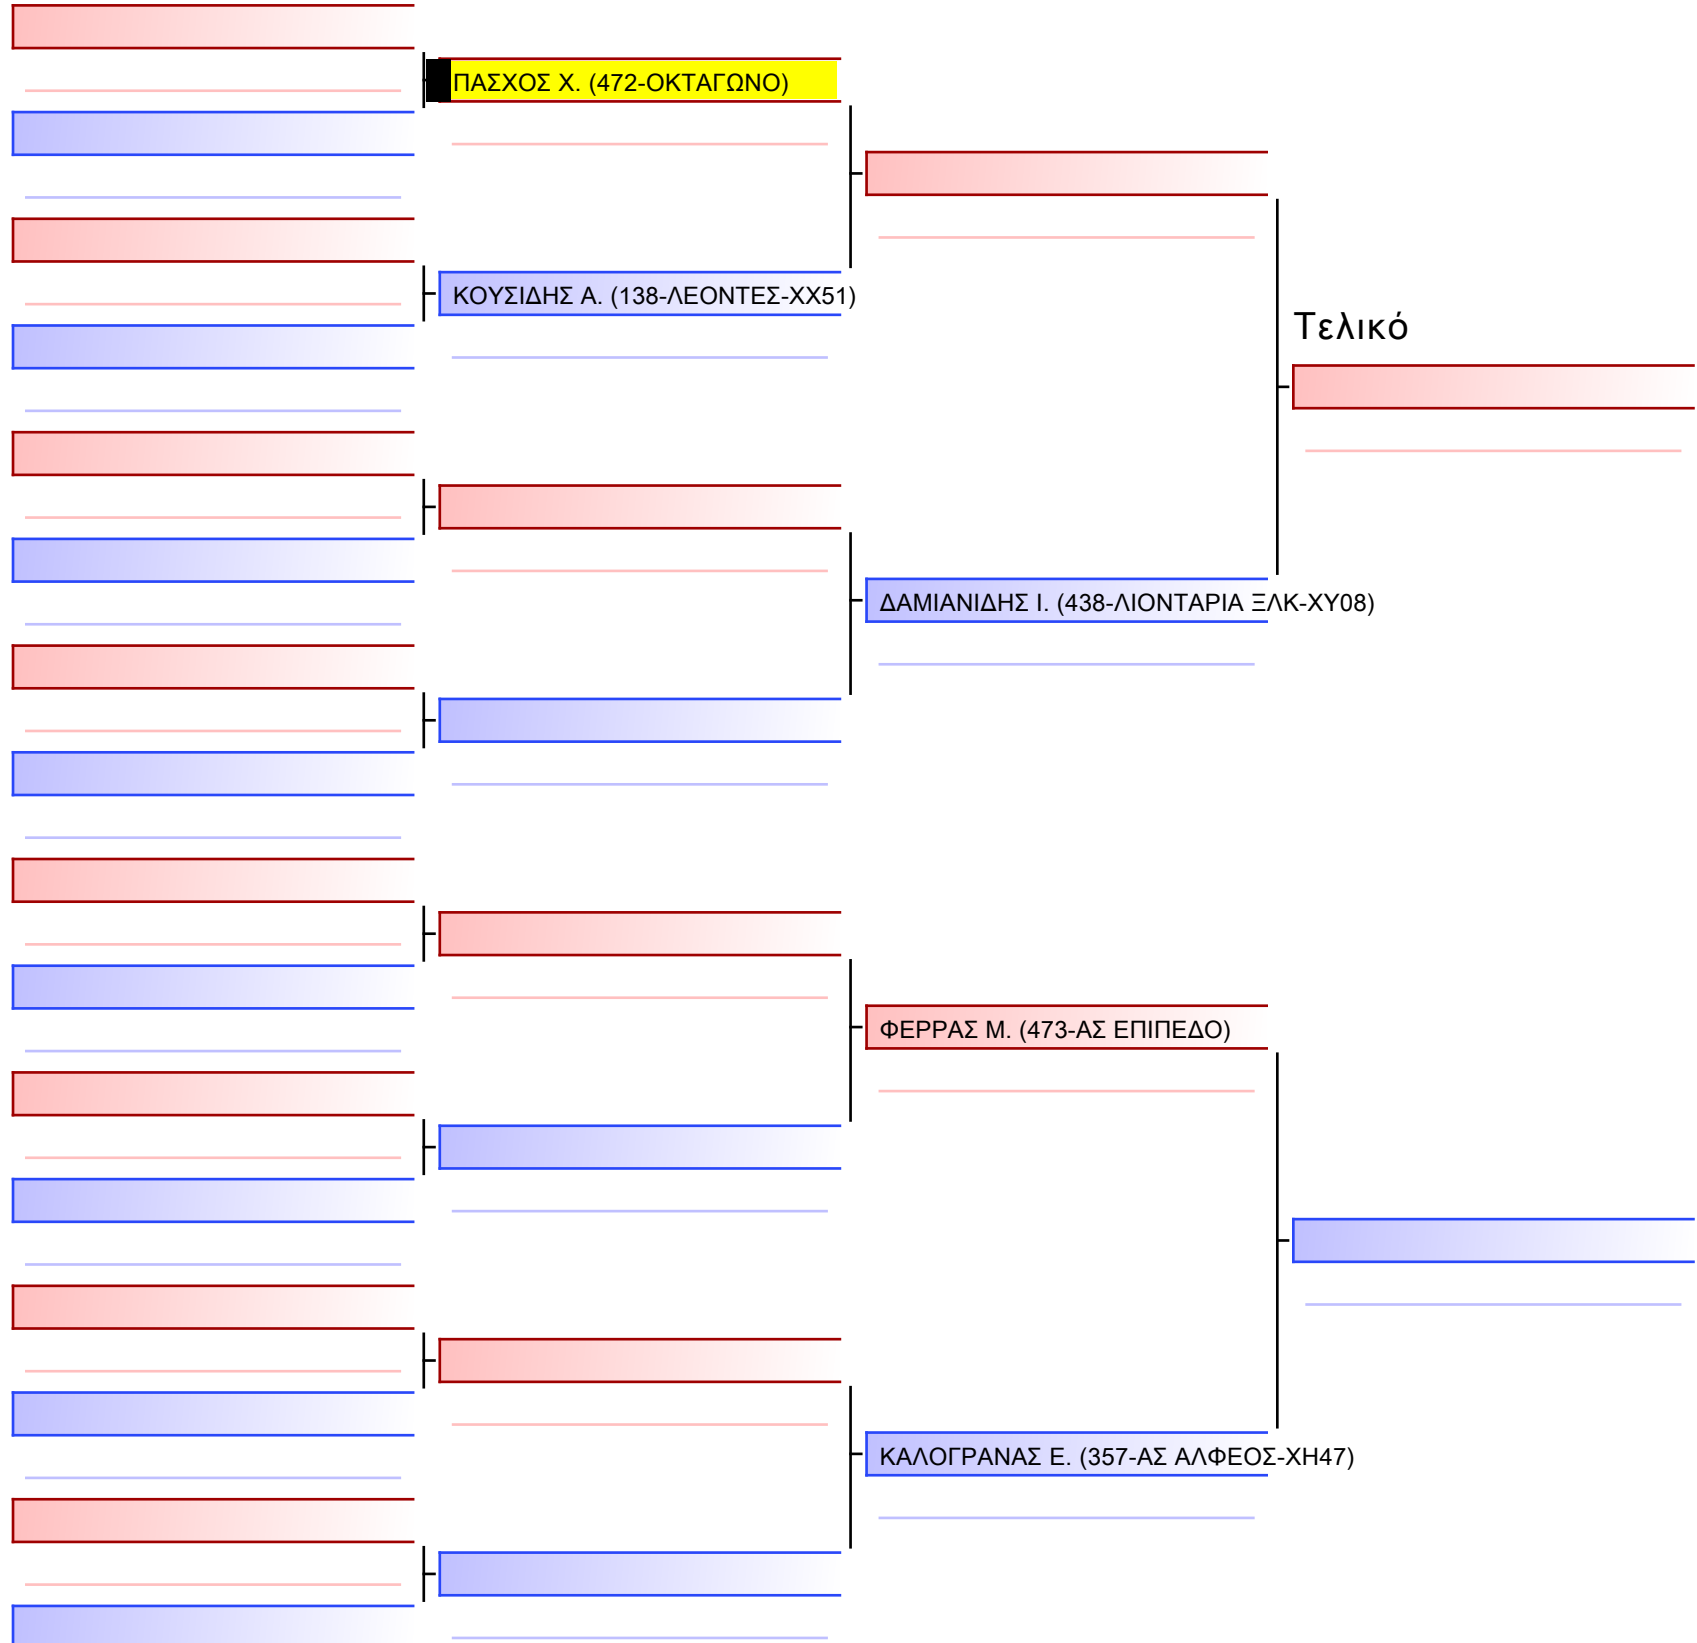 ΠΑΣΧΟΣ Χ. (472-ΟΚΤΑΓΩΝΟ)
ΚΟΥΣΙΔΗΣ Α. (138-ΛΕΟΝΤΕΣ-ΧΧ51)
Τελικό
ΔΑΜΙΑΝΙΔΗΣ Ι. (438-ΛΙΟΝΤΑΡΙΑ ΞΛΚ-ΧΥ08)
ΦΕΡΡΑΣ Μ. (473-ΑΣ ΕΠΙΠΕΔΟ)
ΚΑΛΟΓΡΑΝΑΣ Ε. (357-ΑΣ ΑΛΦΕΟΣ-ΧΗ47)